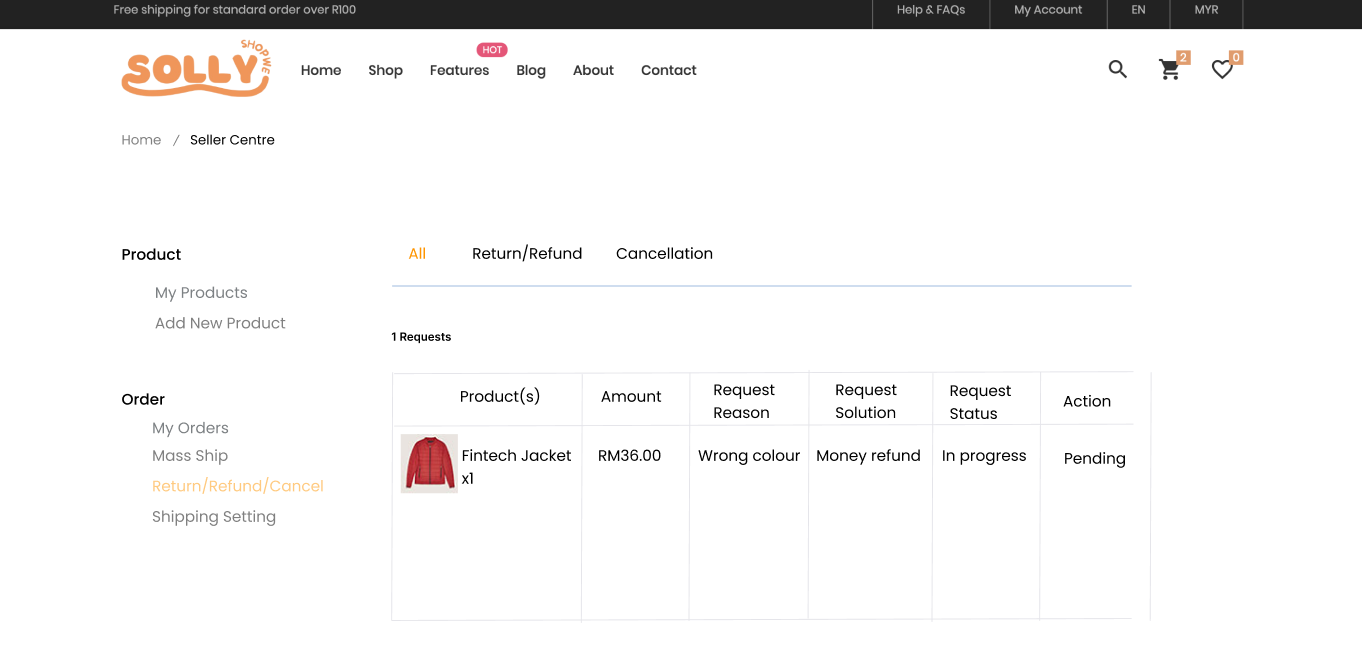 Free shipping for standard order over R100
Help & FAQs
My Account
EN
MYR
SOLLY
SHOPWE
HOT
Home
Shop
Features
Blog
About
Contact
2
0
Home / Seller Centre
Product
My Products
Add New Product
Order
My Orders
Mass Ship
Return/Refund/Cancel
Shipping Setting
All
Return/Refund
Cancellation
1 Requests
Product(s)
Amount
Request
Reason
Request
Solution
Request
Status
Action
Fintech Jacket
x1
RM36.00
Wrong colour
Money refund
In progress
Pending